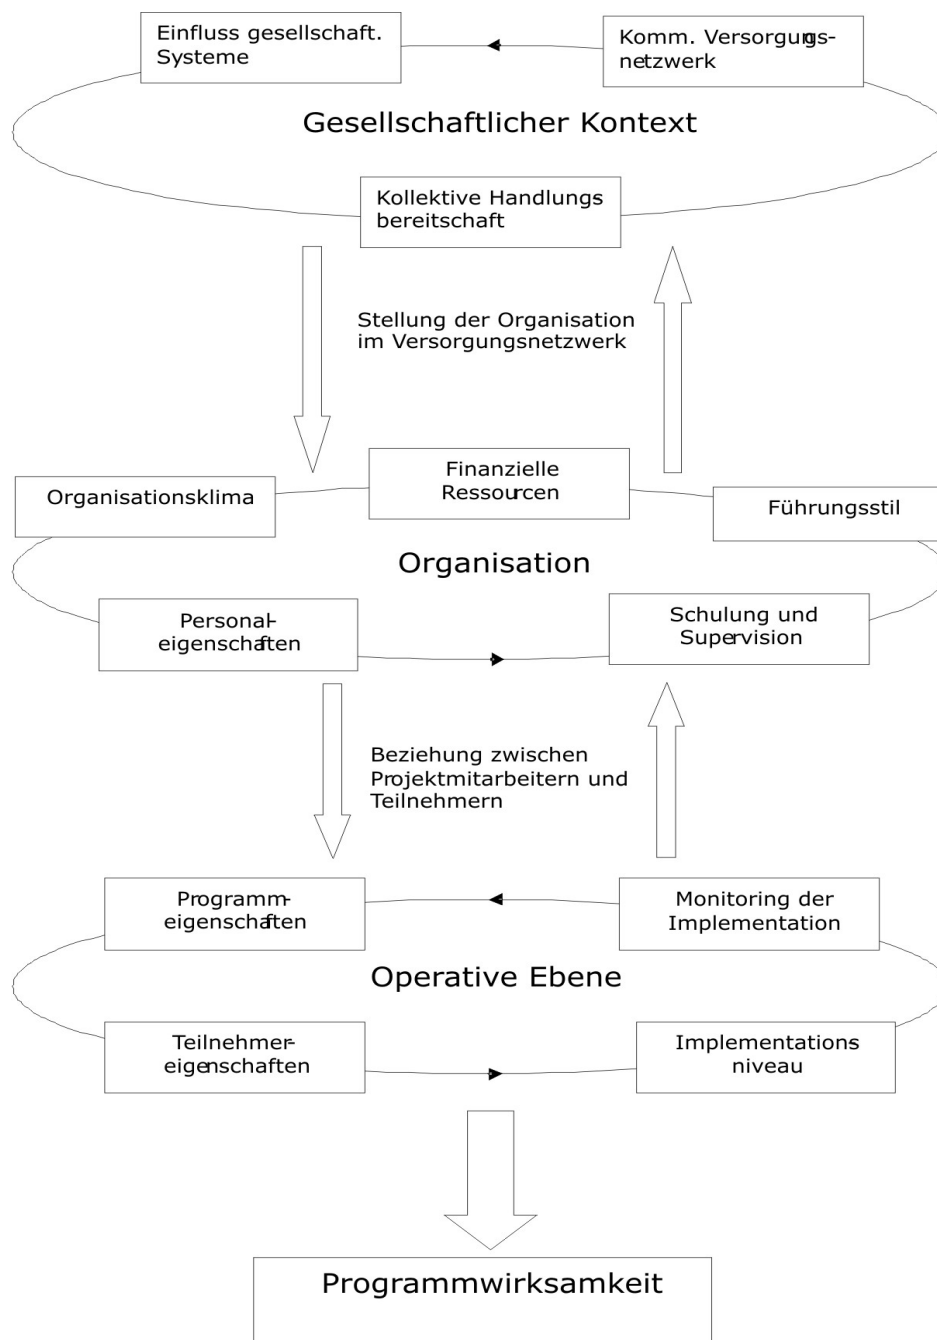 Einfluss gesellschaft.
Systeme
Komm. Versorgungs-
netzwerk
Gesellschaftlicher Kontext
Kollektive Handlungs
bereitschaft
Stellung der Organisation
im Versorgungsnetzwerk
Organisationsklima
Finanzielle
Ressourcen
Führungsstil
Organisation
Personal-
eigenschaften
Schulung und
Supervision
Beziehung zwischen
Projektmitarbeitern und
Teilnehmern
Programm-
eigenschaften
Monitoring der
Implementation
Operative Ebene
Teilnehmer-
eigenschaften
Implementations
niveau
Programmwirksamkeit